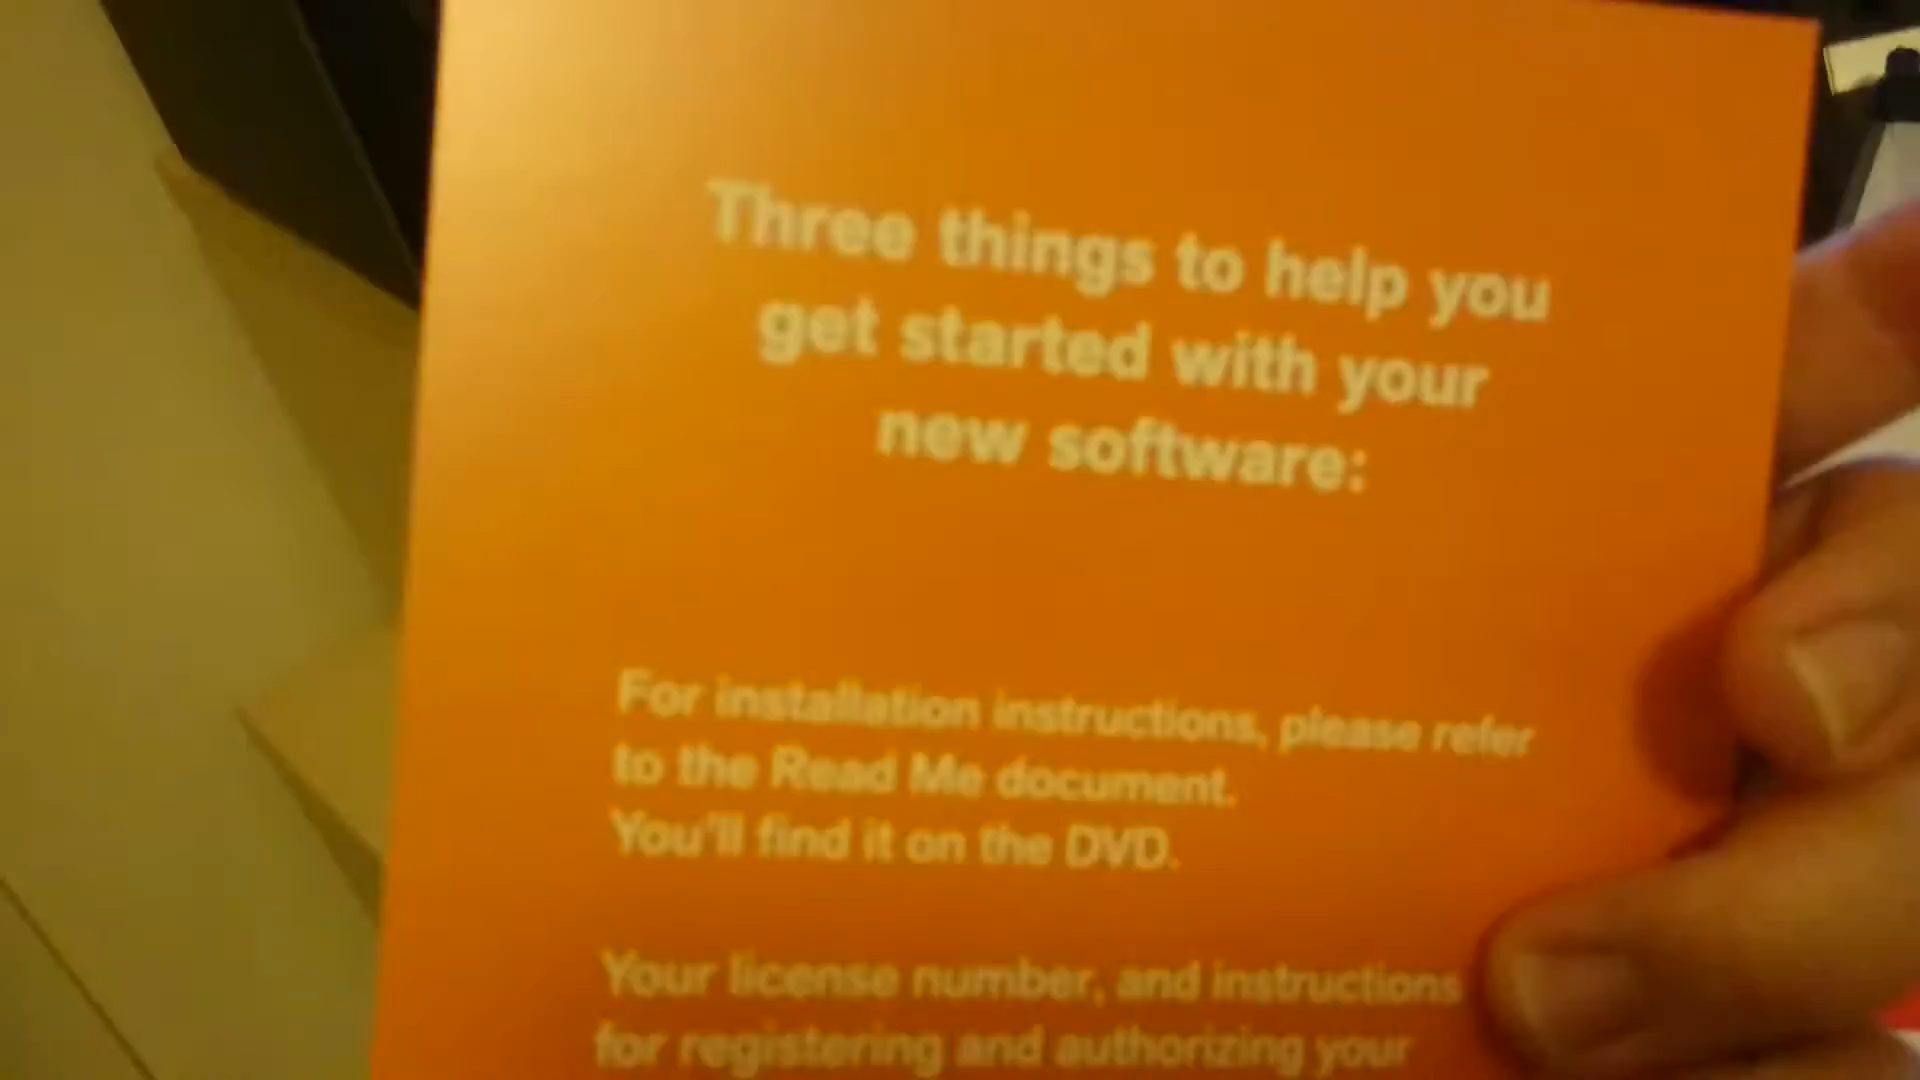 Three things to help you
get started with your
new software:
For installation instructions, please refer
to the Read Me document.
You'll find it on the DVD.
Your license number, and instructions
for registering and authorizing your